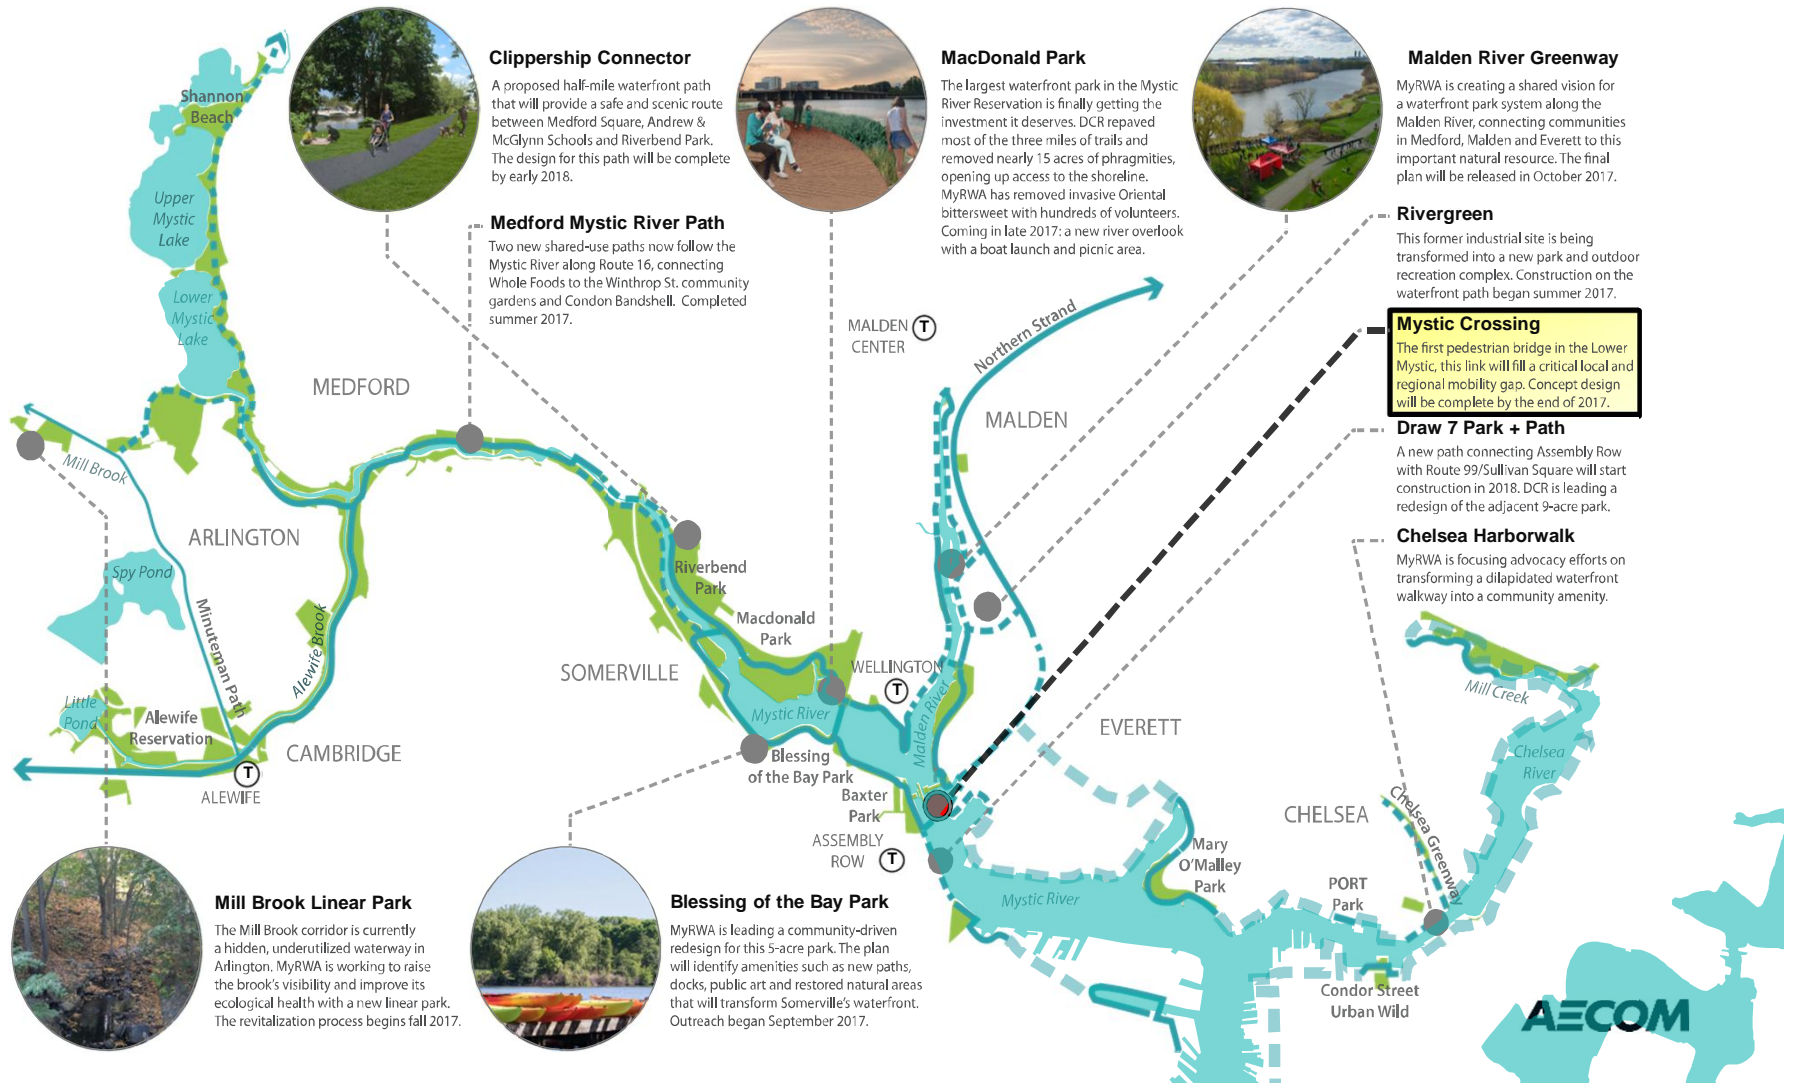 Clippership Connector
A proposed half-mile waterfront path
that will provide a safe and scenic route
between Medford Square, Andrew &
McGlynn Schools and Riverbend Park.
The design for this path will be complete
by early 2018.
Medford Mystic River Path
Two new shared-use paths now follow the
Mystic River along Route 16, connecting
Whole Foods to the Winthrop St. community
gardens and Condon Bandshell. Completed
summer 2017.
MacDonald Park
The largest waterfront park in the Mystic
River Reservation is finally getting the
investment it deserves. DCR repaved
most of the three miles of trails and
removed nearly 15 acres of phragmities,
opening up access to the shoreline.
MyRWA has removed invasive Oriental
bittersweet with hundreds of volunteers.
Coming in late 2017: a new river overlook
with a boat launch and picnic area.
Malden River Greenway
MyRWA is creating a shared vision for
a waterfront park system along the
Malden River, connecting communities
in Medford, Malden and Everett to this
important natural resource. The final
plan will be released in October 2017.
Rivergreen
This former industrial site is being
transformed into a new park and outdoor
recreation complex. Construction on the
waterfront path began summer 2017.
Mystic Crossing
The first pedestrian bridge in the Lower
Mystic, this link will fill a critical local and
regional mobility gap. Concept design
will be complete by the end of 2017.
Draw 7 Park + Path
A new path connecting Assembly Row
with Route 99/Sullivan Square will start
construction in 2018. DCR is leading a
redesign of the adjacent 9-acre park.
Chelsea Harborwalk
MyRWA is focusing advocacy efforts on
transforming a dilapidated waterfront
walkway into a community amenity.
Shannon
Beach
Upper
Mystic
Lake
Lower
Mystic
Lake
MEDFORD
MALDEN
CENTER
T
Northern Strand
MALDEN
Mill Brook
ARLINGTON
Spy Pond
Minuteman Path
Alewife Brook
Little
Pond
Alewife
Reservation
CAMBRIDGE
T
ALEWIFE
Riverbend
Park
Macdonald
Park
SOMERVILLE
WELLINGTON
T
Mystic River
Malden River
Blessing
of the Bay Park
Baxter
Park
ASSEMBLY
ROW
T
EVERETT
Mill Creek
Chelsea
River
CHELSEA
Chelsea Greenway
Mary
O'Malley
Park
Mystic River
PORT
Park
Condor Street
Urban Wild
Mill Brook Linear Park
The Mill Brook corridor is currently
a hidden, underutilized waterway in
Arlington. MyRWA is working to raise
the brook's visibility and improve its
ecological health with a new linear park.
The revitalization process begins fall 2017.
Blessing of the Bay Park
MyRWA is leading a community-driven
redesign for this 5-acre park. The plan
will identify amenities such as new paths,
docks, public art and restored natural areas
that will transform Somerville's waterfront.
Outreach began September 2017.
AECOM